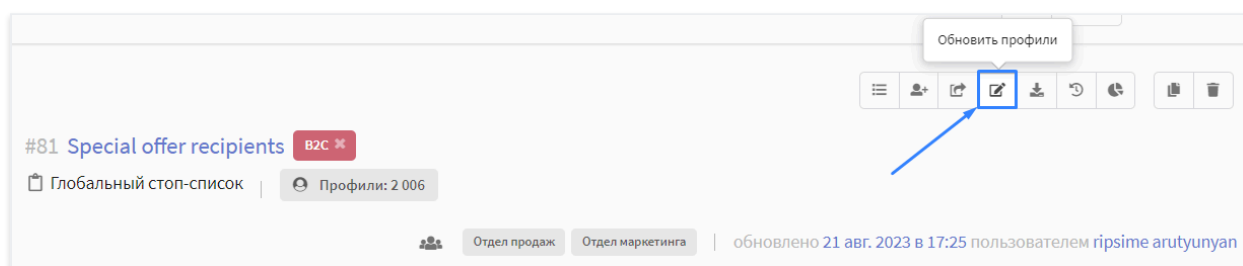 Обновить профили
#81 Special offer recipients B2C ✖
Глобальный стоп-список | Профили: 2 006
Отдел продаж Отдел маркетинга | обновлено 21 авг. 2023 в 17:25 пользователем ripsime arutyunyan